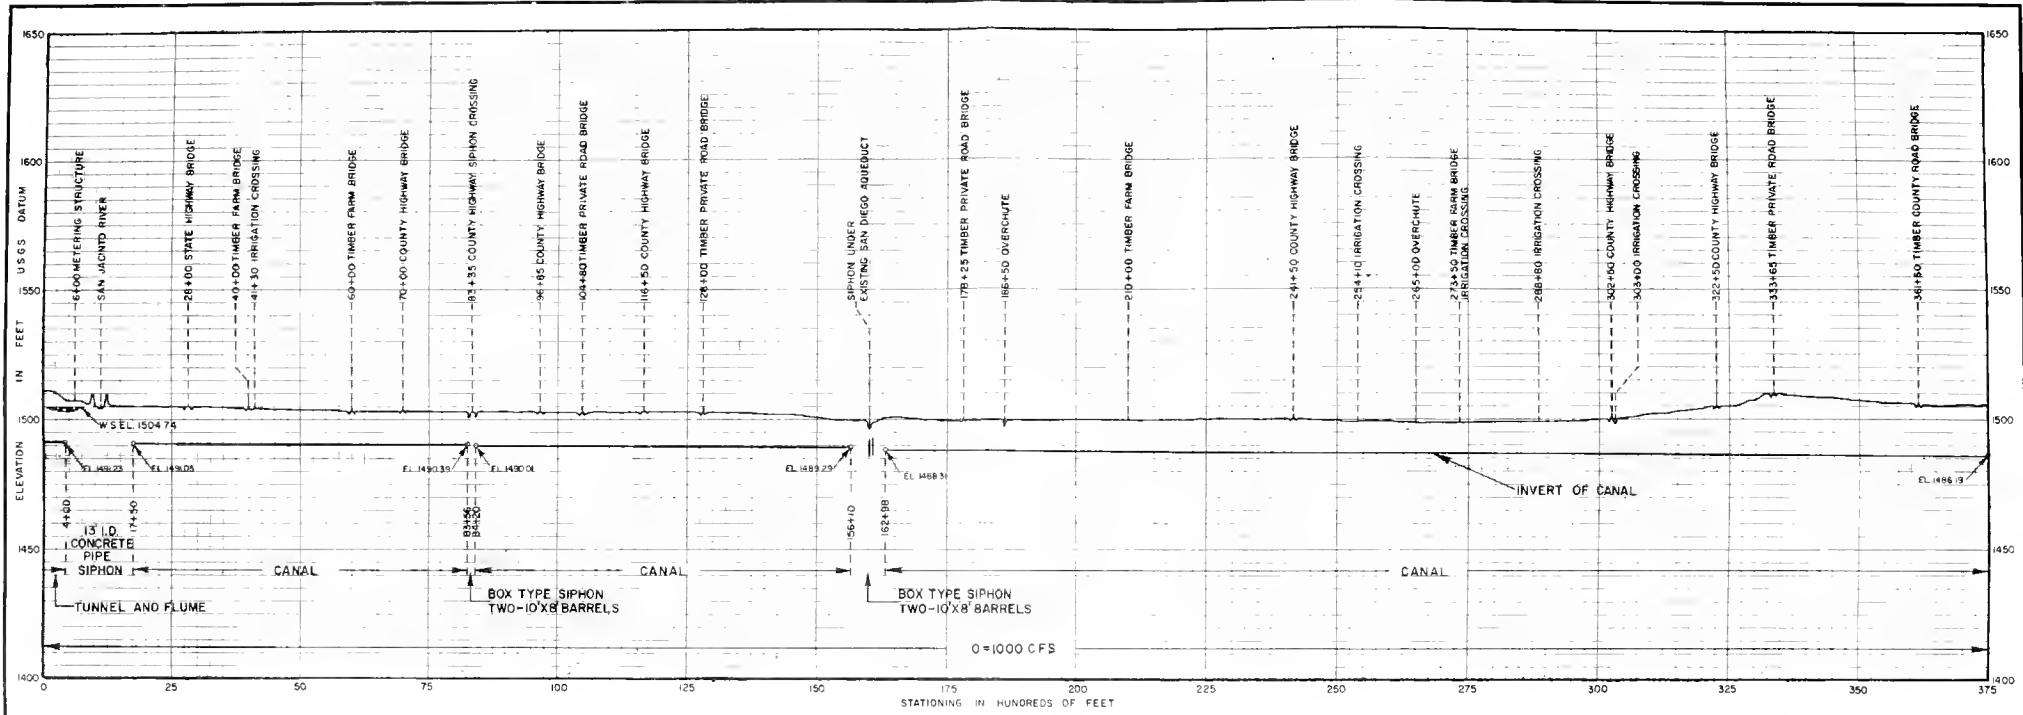 1650
1600
1550
1500
1450
1400
ELEVATION IN FEET USGS DATUM
6+00 METERING STRUCTURE
SAN JACINTO RIVER
28+00 STATE HIGHWAY BRIDGE
40+00 TIMBER FARM BRIDGE
41+30 IRRIGATION CROSSING
60+00 TIMBER FARM BRIDGE
70+00 COUNTY HIGHWAY BRIDGE
83+35 COUNTY HIGHWAY SIPHON CROSSING
96+85 COUNTY HIGHWAY BRIDGE
104+80 TIMBER PRIVATE ROAD BRIDGE
116+50 COUNTY HIGHWAY BRIDGE
128+00 TIMBER PRIVATE ROAD BRIDGE
SIPHON UNDER
EXISTING SAN DIEGO AQUEDUCT
178+25 TIMBER PRIVATE ROAD BRIDGE
186+50 OVERCHUTE
210+00 TIMBER FARM BRIDGE
241+50 COUNTY HIGHWAY BRIDGE
254+10 IRRIGATION CROSSING
265+00 OVERCHUTE
273+50 TIMBER FARM BRIDGE
IRRIGATION CROSSING
288+80 IRRIGATION CROSSING
302+50 COUNTY HIGHWAY BRIDGE
303+00 IRRIGATION CROSSING
322+50 COUNTY HIGHWAY BRIDGE
333+65 TIMBER PRIVATE ROAD BRIDGE
361+50 TIMBER COUNTY ROAD BRIDGE
1650
1600
1550
1500
1450
1400
W.S.EL. 1504.74
EL. 1491.23
EL. 1491.05
EL. 1490.39
EL. 1490.01
EL. 1489.29
EL. 1488.31
EL. 1486.19
INVERT OF CANAL
4+00
17+50
83+56
84+20
156+10
162+98
13' I.D.
CONCRETE
PIPE
SIPHON
CANAL
CANAL
CANAL
TUNNEL AND FLUME
BOX TYPE SIPHON
TWO-10'X8' BARRELS
BOX TYPE SIPHON
TWO-10'X8' BARRELS
Q=1000 CFS
0 25 50 75 100 125 150 175 200 225 250 275 300 325 350 375
STATIONING IN HUNDREDS OF FEET